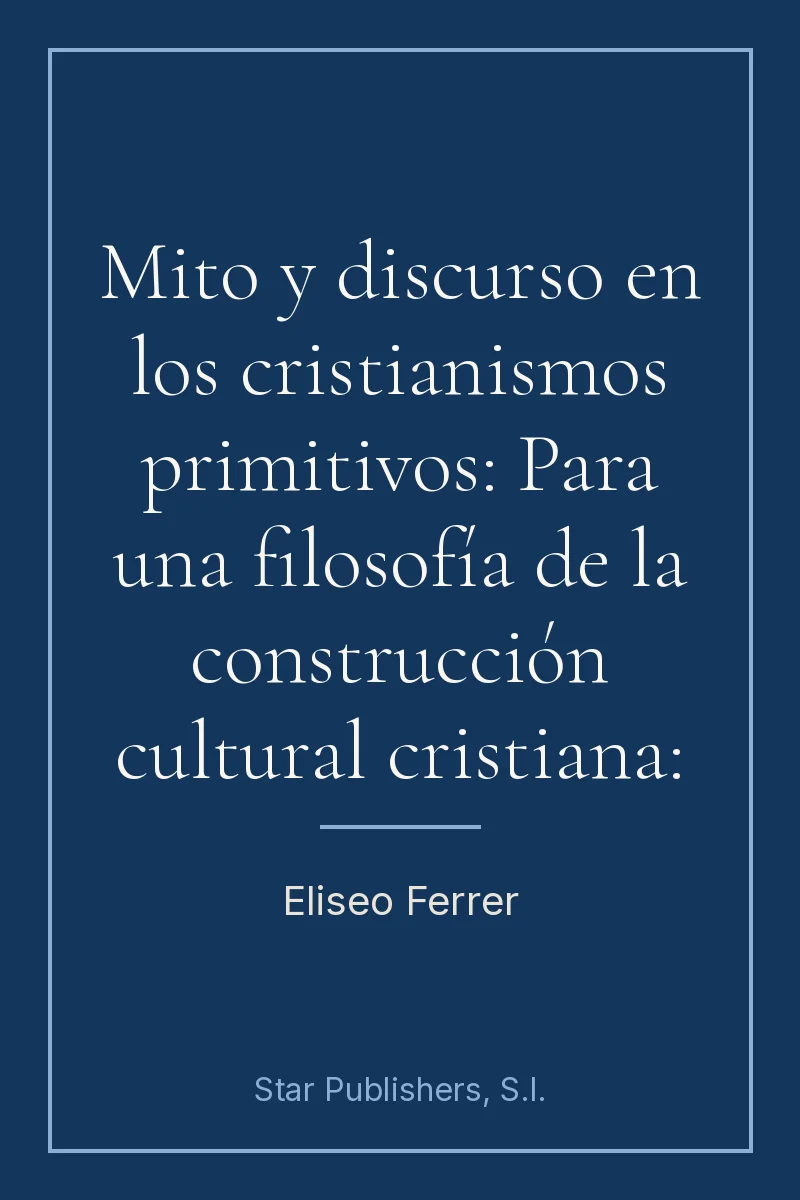 Mito y discurso en
los cristianismos
primitivos: Para
una filosofía de la
construcción
cultural cristiana:
Eliseo Ferrer
Star Publishers, S.l.